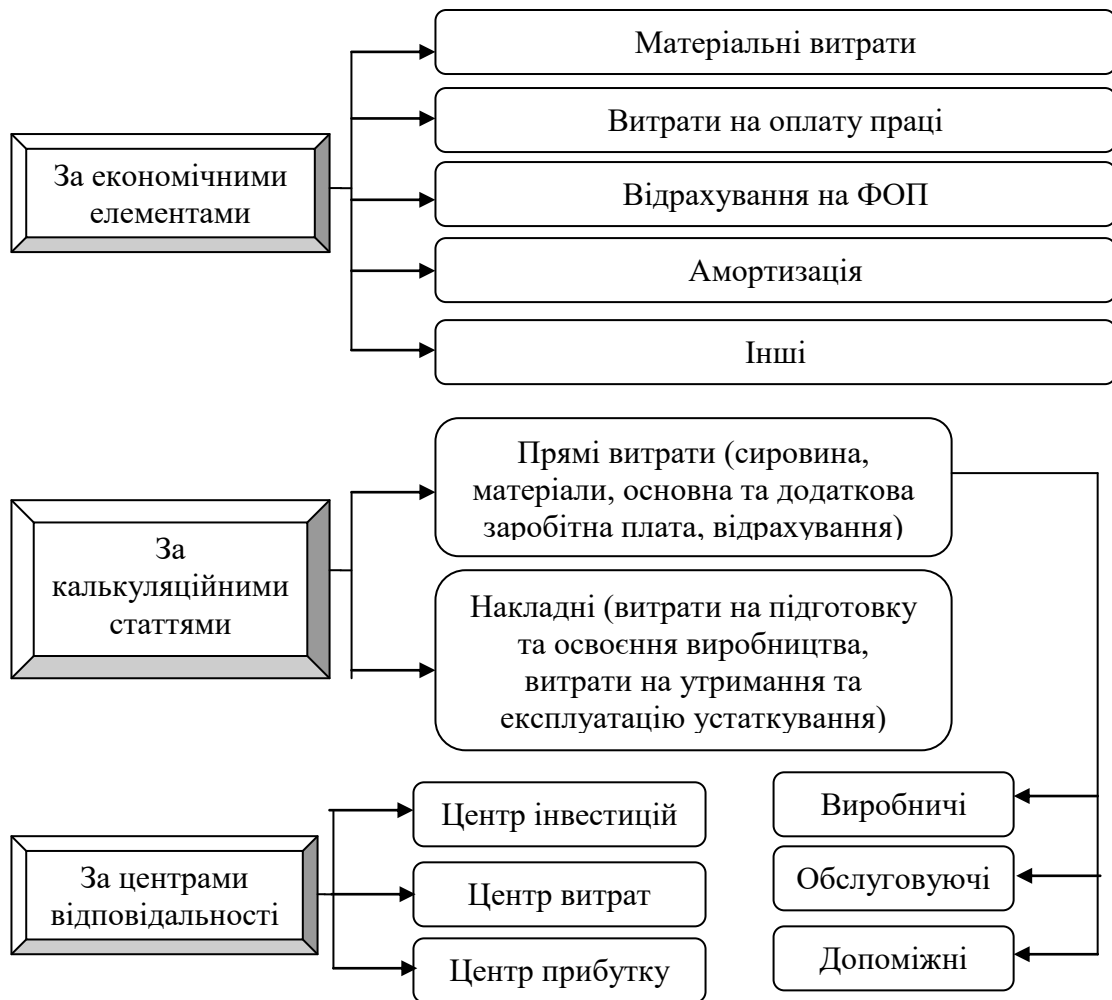 Матеріальні витрати
Витрати на оплату праці
За економічними
елементами
Відрахування на ФОП
Амортизація
Інші
За
калькуляційними
статтями
Прямі витрати (сировина,
матеріали, основна та додаткова
заробітна плата, відрахування)
Накладні (витрати на підготовку
та освоєння виробництва,
витрати на утримання та
експлуатацію устаткування)
За центрами
відповідальності
Центр інвестицій
Центр витрат
Центр прибутку
Виробничі
Обслуговуючі
Допоміжні